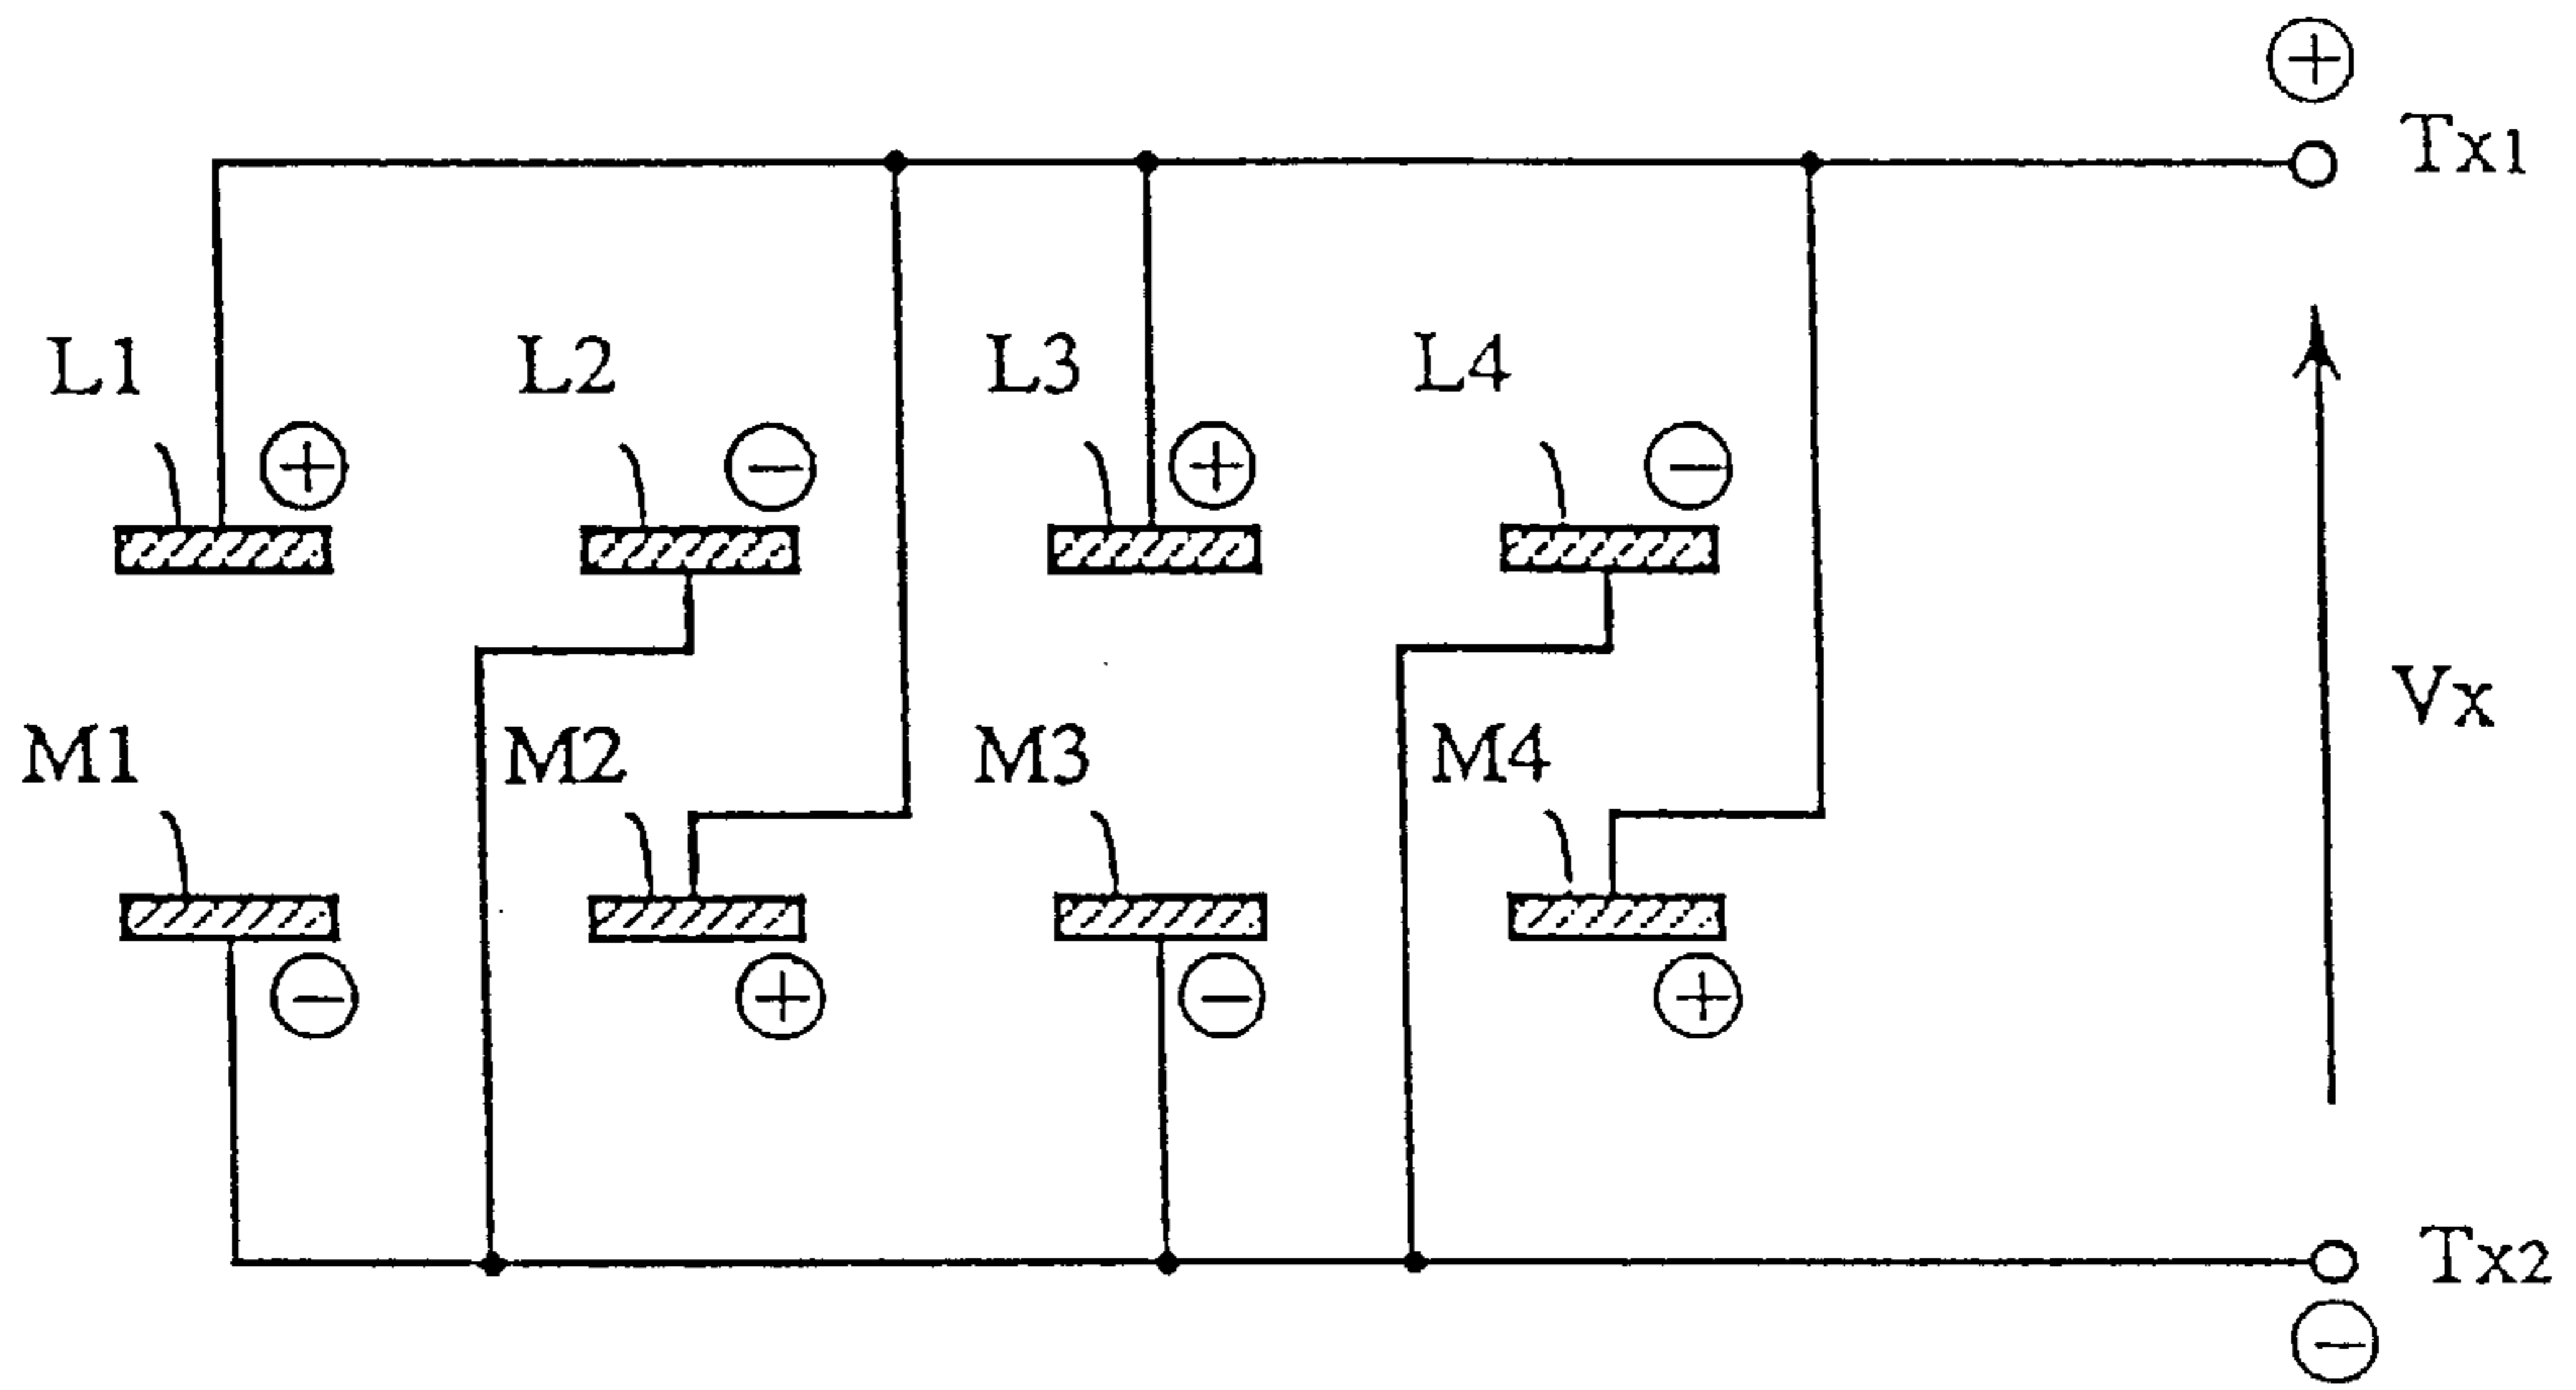 ⊕
Tx1
L1 L2 L3 L4
⊕ ⊖ ⊕ ⊖
Vx
M1 M2 M3 M4
⊖ ⊕ ⊖ ⊕
Tx2
⊖